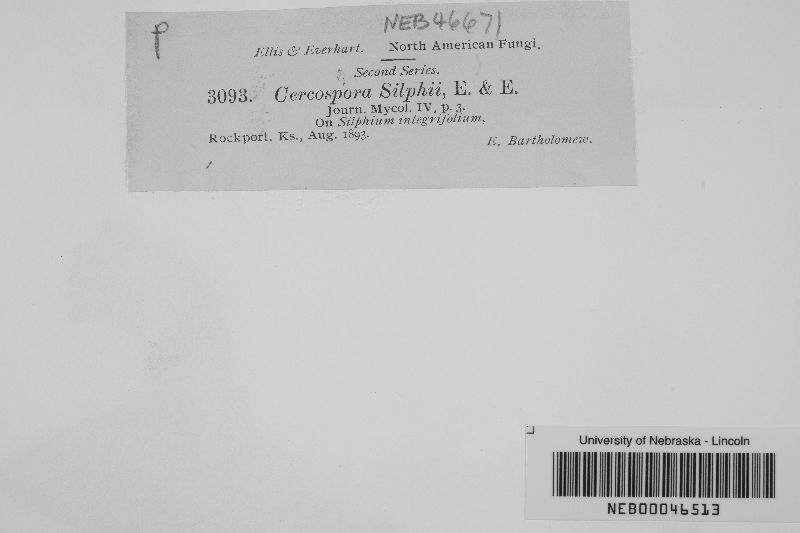 NEB46671
P
Ellis & Everhart. North American Fungi.
Second Series.
3093. Cercospora Silphii, E. & E.
Journ. Mycol. IV, p. 3.
On Silphium integrifolium,
Rockport, Ks., Aug. 1893.
E. Bartholomew.
University of Nebraska - Lincoln
NEB00046513